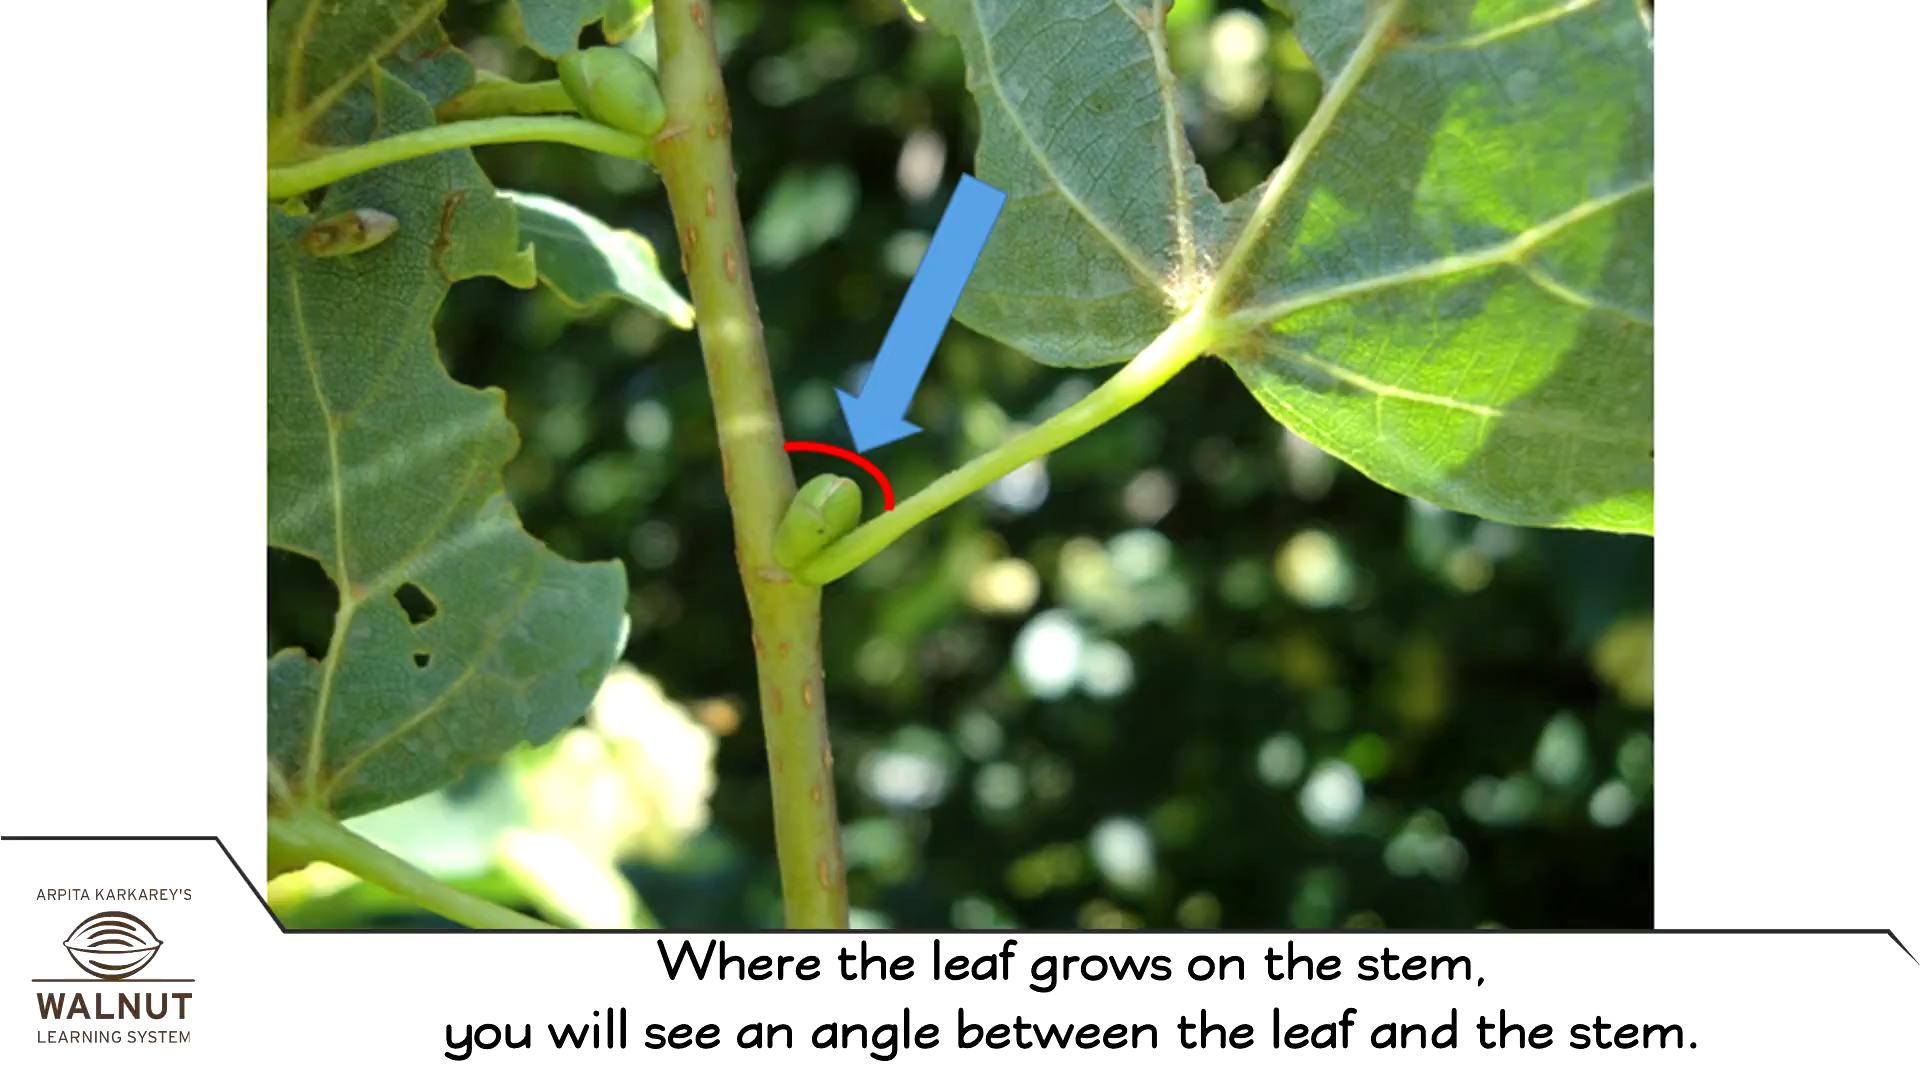 Where the leaf grows on the stem,
you will see an angle between the leaf and the stem.
ARPITA KARKAREY'S
WALNUT
LEARNING SYSTEM